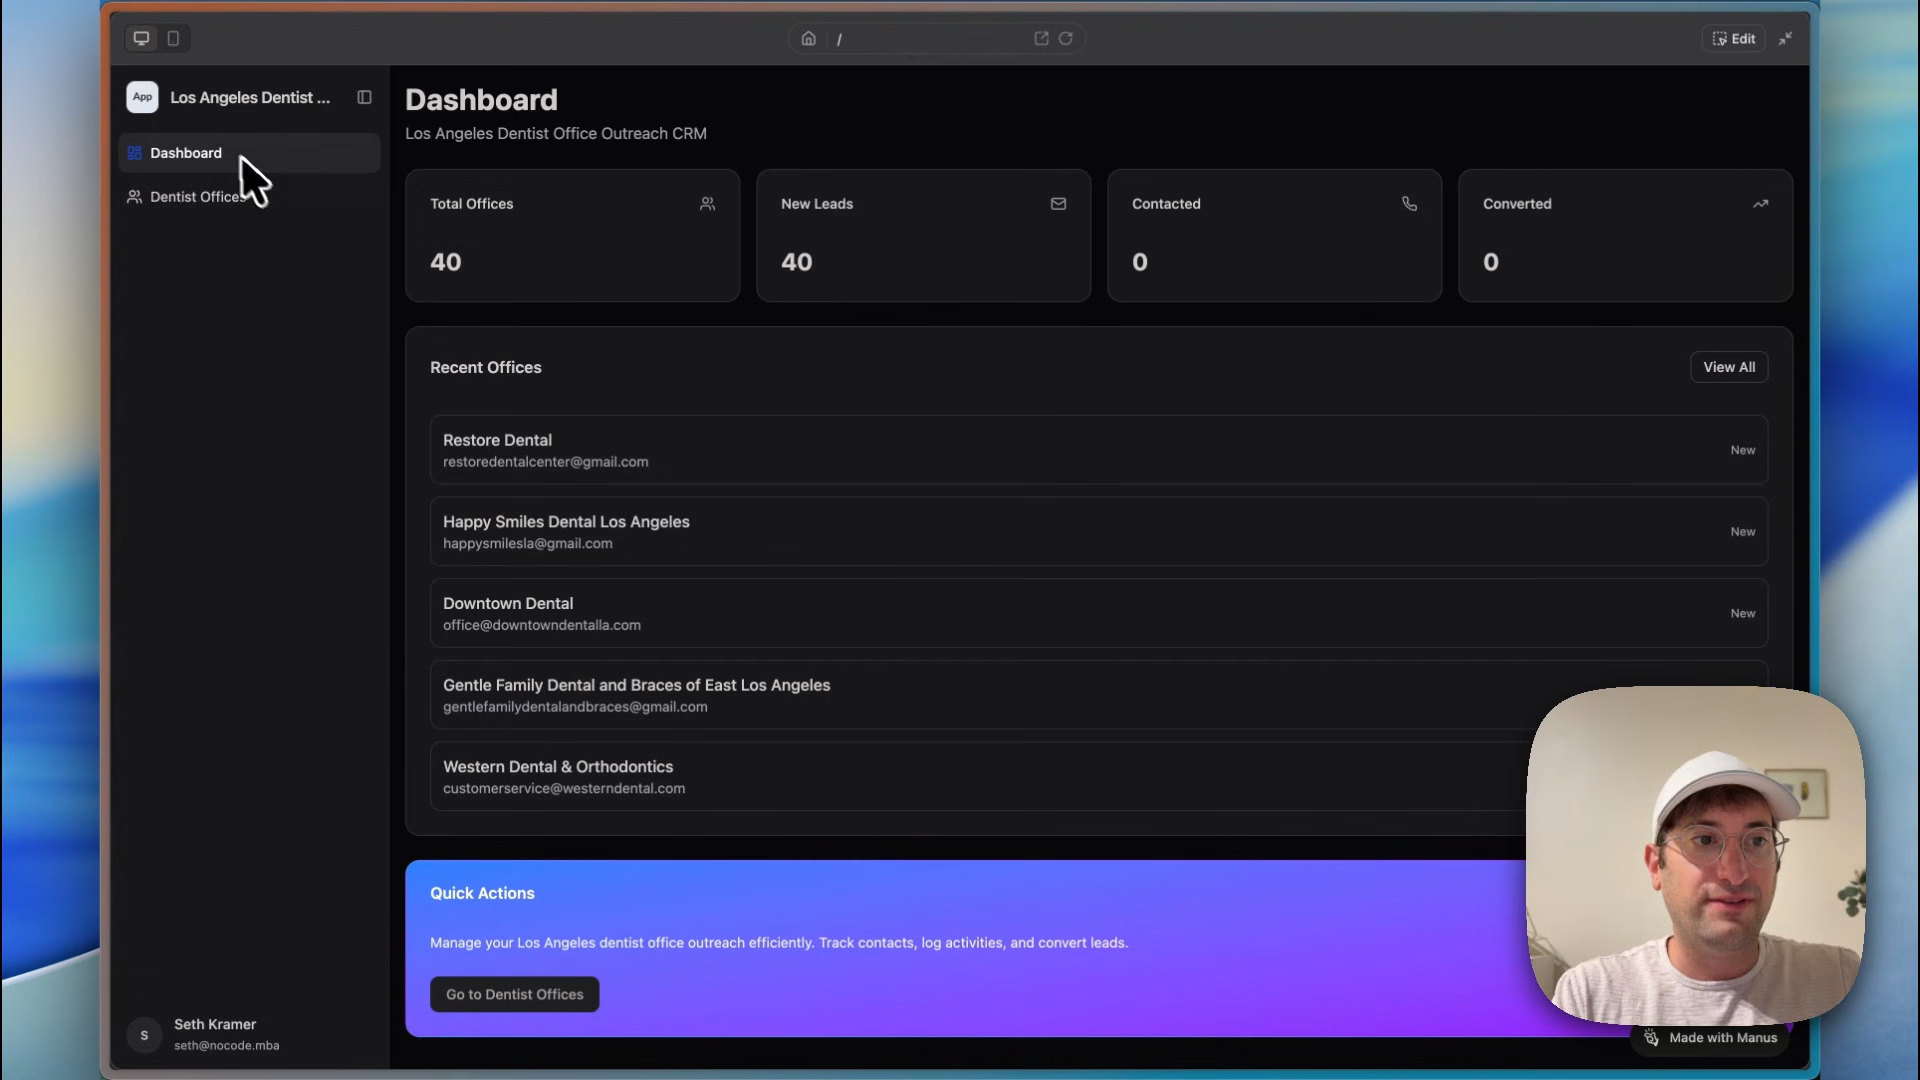 /
Edit
App
Los Angeles Dentist ...
Dashboard
Dentist Offices
Dashboard
Los Angeles Dentist Office Outreach CRM
Total Offices
40
New Leads
40
Contacted
0
Converted
0
Recent Offices
View All
Restore Dental
restoredentalcenter@gmail.com
New
Happy Smiles Dental Los Angeles
happysmilesla@gmail.com
New
Downtown Dental
office@downtowndentalla.com
New
Gentle Family Dental and Braces of East Los Angeles
gentlefamilydentalandbraces@gmail.com
Western Dental & Orthodontics
customerservice@westerndental.com
Quick Actions
Manage your Los Angeles dentist office outreach efficiently. Track contacts, log activities, and convert leads.
Go to Dentist Offices
S
Seth Kramer
seth@nocode.mba
Made with Manus